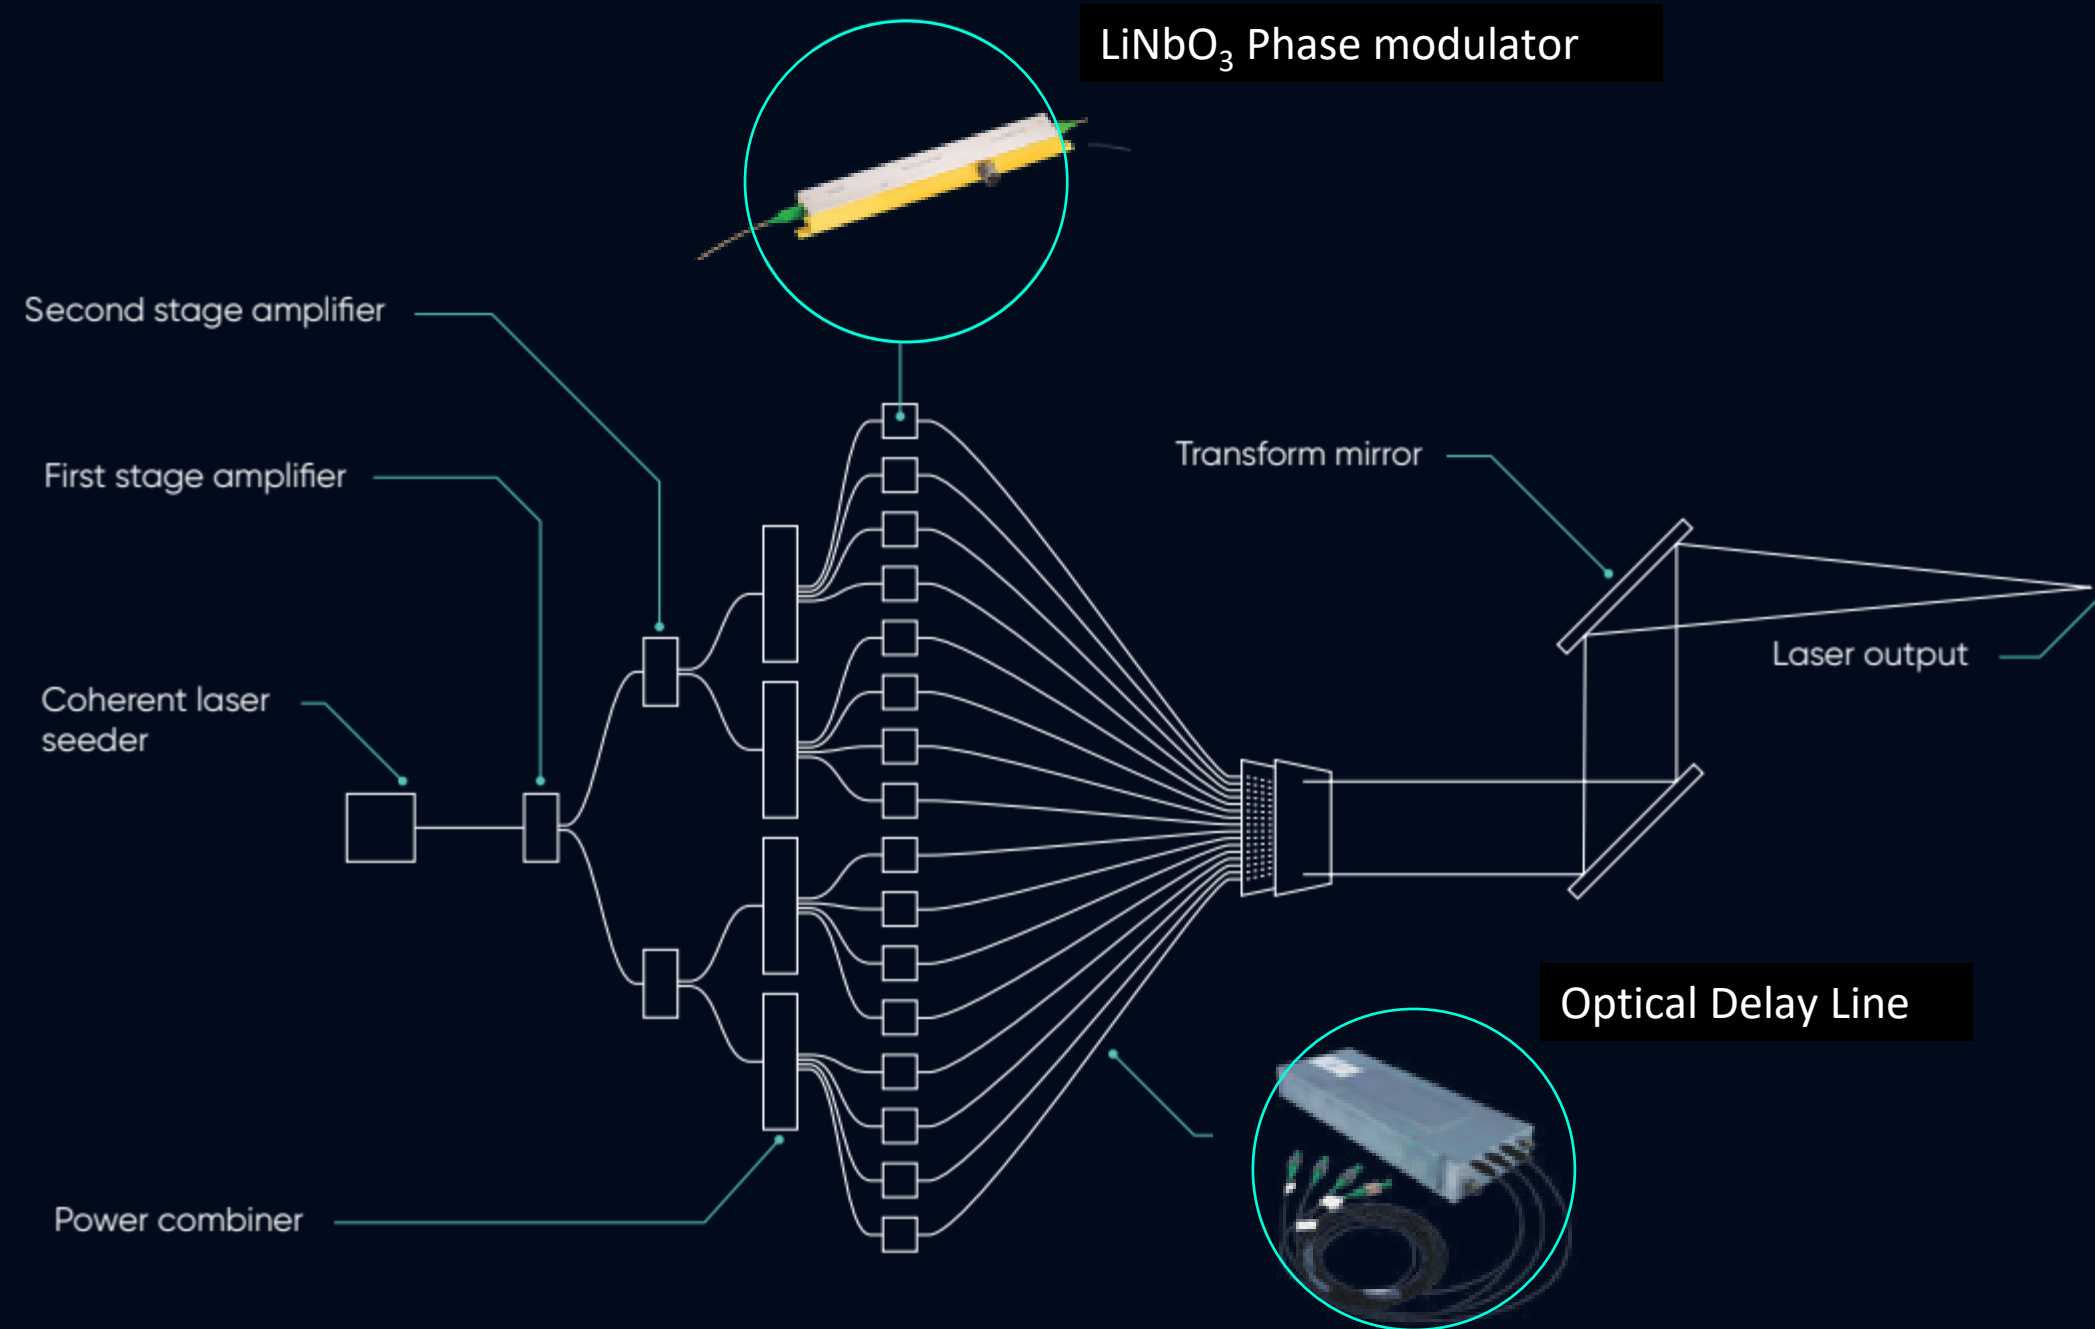 LiNbO₃ Phase modulator
Second stage amplifier
First stage amplifier
Transform mirror
Laser output
Coherent laser
seeder
Optical Delay Line
Power combiner